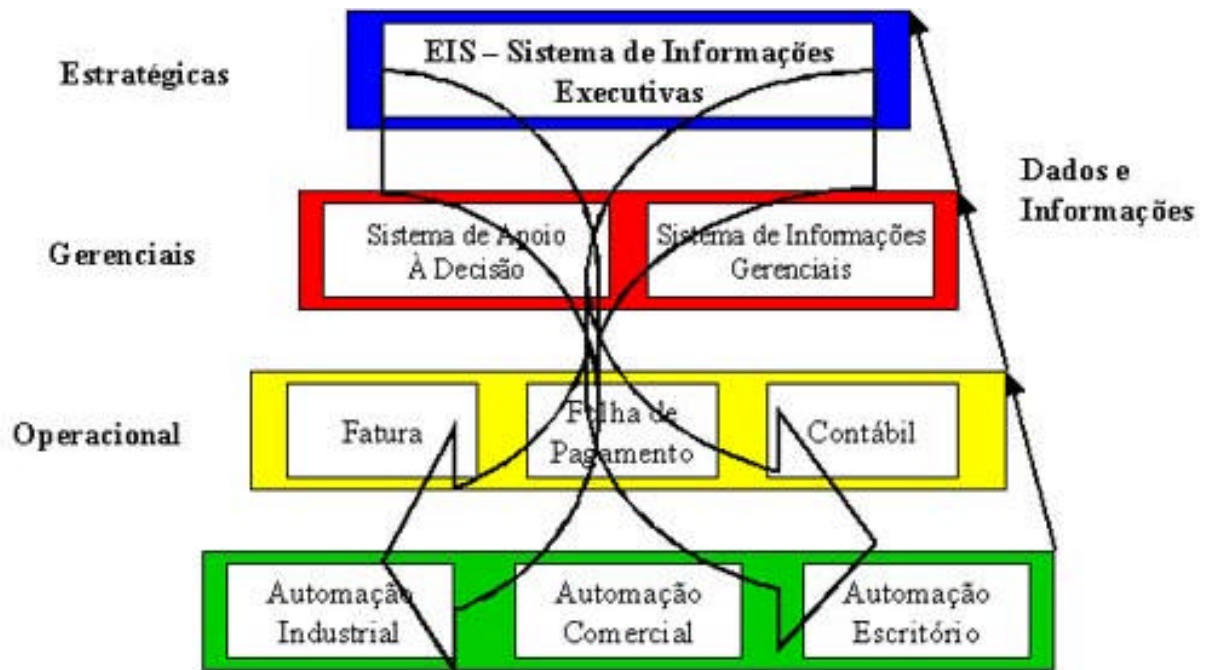 EIS – Sistema de Informações
Executivas
Estratégicas
Dados e
Informações
Sistema de Apoio
À Decisão
Sistema de Informações
Gerenciais
Gerenciais
Fatura
Folha de
Pagamento
Contábil
Operacional
Automação
Industrial
Automação
Comercial
Automação
Escritório